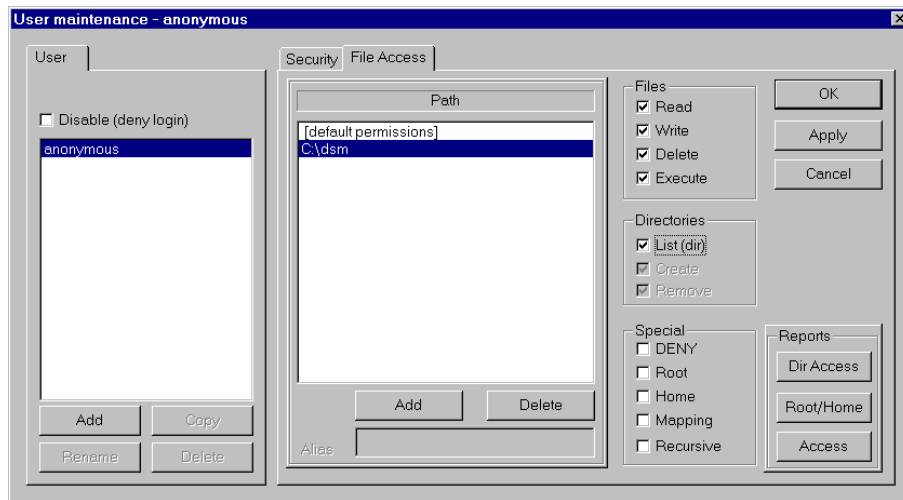 User maintenance - anonymous
User
Disable (deny login)
anonymous
Add
Copy
Rename
Delete
Security
File Access
Path
[default permissions]
C:\dsm
Add
Delete
Alias
Files
Read
Write
Delete
Execute
Directories
List (dir)
Create
Remove
Special
DENY
Root
Home
Mapping
Recursive
OK
Apply
Cancel
Reports
Dir Access
Root/Home
Access